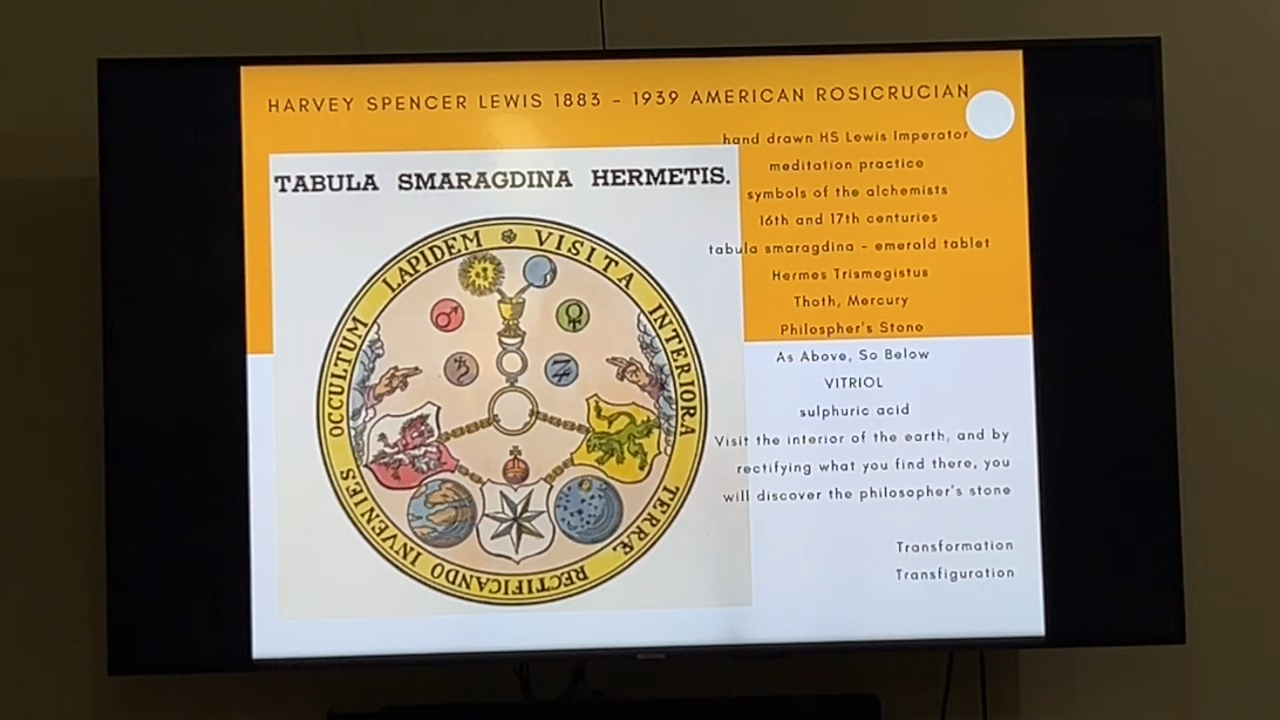 HARVEY SPENCER LEWIS 1883 - 1939 AMERICAN ROSICRUCIAN
TABULA SMARAGDINA HERMETIS.
VISITA INTERIORA TERRÆ RECTIFICANDO INVENIES OCCULTUM LAPIDEM
hand drawn HS Lewis Imperator
meditation practice
symbols of the alchemists
16th and 17th centuries
tabula smaragdina - emerald tablet
Hermes Trismegistus
Thoth, Mercury
Philospher's Stone
As Above, So Below
VITRIOL
sulphuric acid
Visit the interior of the earth, and by
rectifying what you find there, you
will discover the philosopher's stone
Transformation
Transfiguration